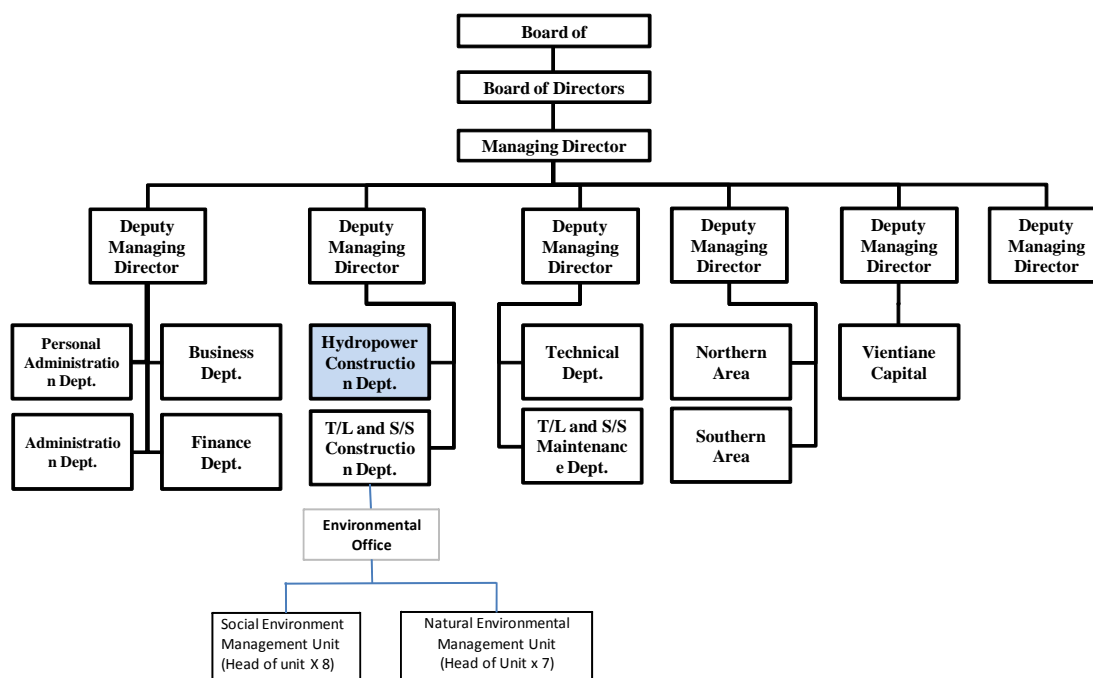 Board of
Board of Directors
Managing Director
Deputy
Managing
Director
Deputy
Managing
Director
Deputy
Managing
Director
Deputy
Managing
Director
Deputy
Managing
Director
Deputy
Managing
Director
Personal
Administratio
n Dept.
Business
Dept.
Hydropower
Constructio
n Dept.
Technical
Dept.
Northern
Area
Vientiane
Capital
Administratio
n Dept.
Finance
Dept.
T/L and S/S
Constructio
n Dept.
T/L and S/S
Maintenanc
e Dept.
Southern
Area
Environmental
Office
Social Environment
Management Unit
(Head of unit X 8)
Natural Environmental
Management Unit
(Head of Unit x 7)